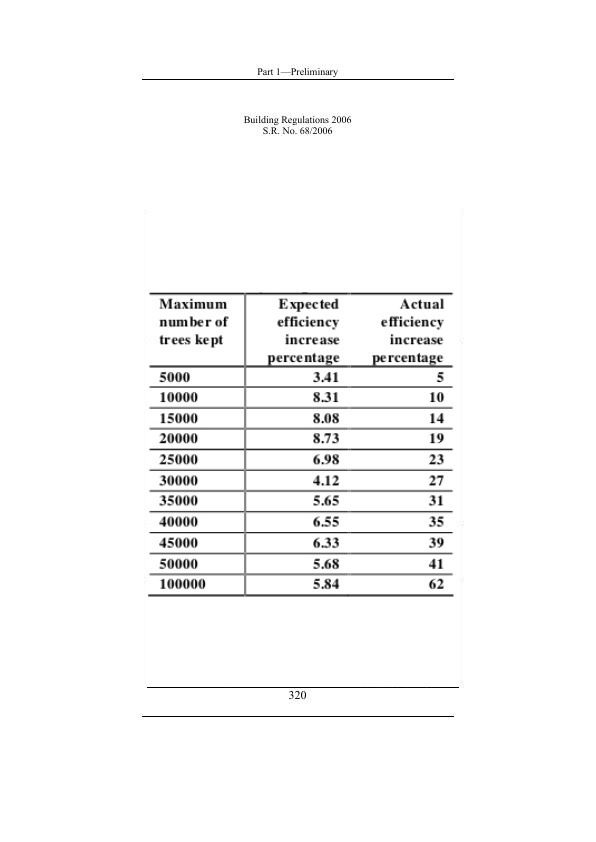 Part 1—Preliminary
Building Regulations 2006
S.R. No. 68/2006
Maximum number of trees kept Expected efficiency increase percentage Actual efficiency increase percentage
5000 3.41 5
10000 8.31 10
15000 8.08 14
20000 8.73 19
25000 6.98 23
30000 4.12 27
35000 5.65 31
40000 6.55 35
45000 6.33 39
50000 5.68 41
100000 5.84 62
320